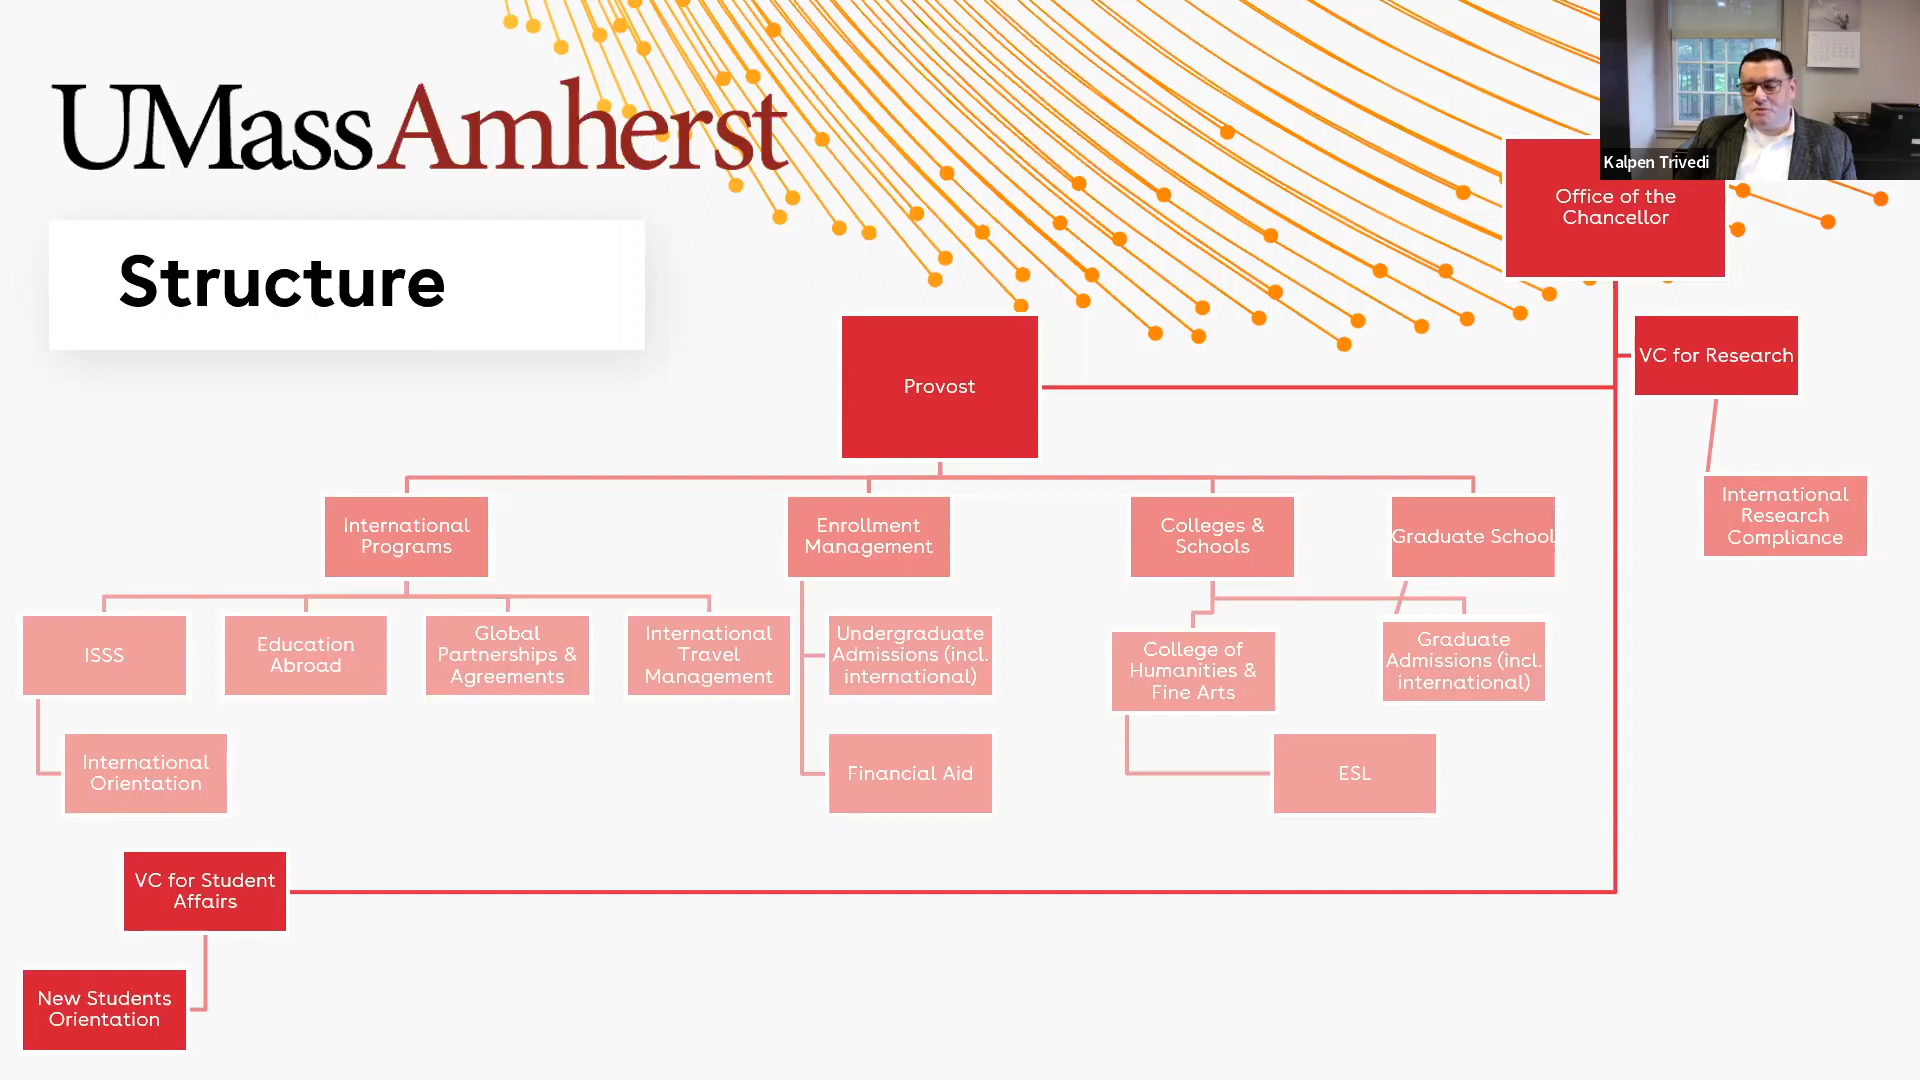 UMassAmherst
Kalpen Trivedi
Structure
Office of the
Chancellor
Provost
VC for Research
International
Research
Compliance
International
Programs
Enrollment
Management
Colleges &
Schools
Graduate School
ISSS
Education
Abroad
Global
Partnerships &
Agreements
International
Travel
Management
Undergraduate
Admissions (incl.
international)
College of
Humanities &
Fine Arts
Graduate
Admissions (incl.
international)
International
Orientation
Financial Aid
ESL
VC for Student
Affairs
New Students
Orientation